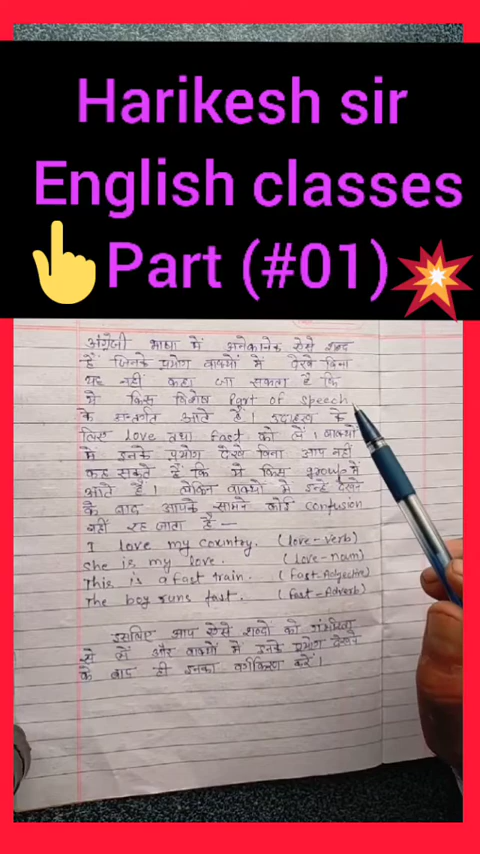 Harikesh sir
English classes
👆Part (#01)💥
अंग्रेजी भाषा में अनेकानेक ऐसे शब्द
हैं जिनके प्रयोग वाक्यों में देखे बिना
यह नहीं कहा जा सकता है कि
ये किस विशेष Part of speech
के अन्तर्गत आते हैं। उदाहरण के
लिए love तथा fast को लें। वाक्यों
में इनके प्रयोग देखे बिना आप नहीं
कह सकते हैं कि ये किस group में
आते हैं। लेकिन वाक्यों में इन्हें देखने
के बाद आपके सामने कोई confusion
नहीं रह जाता है —
I love my country. (love-verb)
She is my love. (love-noun)
This is a fast train. (fast-Adjective)
The boy runs fast. (fast-Adverb)
इसलिए आप ऐसे शब्दों को गंभीरता
से लें और वाक्यों में उनके प्रयोग देखने
के बाद ही उनका वर्गीकरण करें।